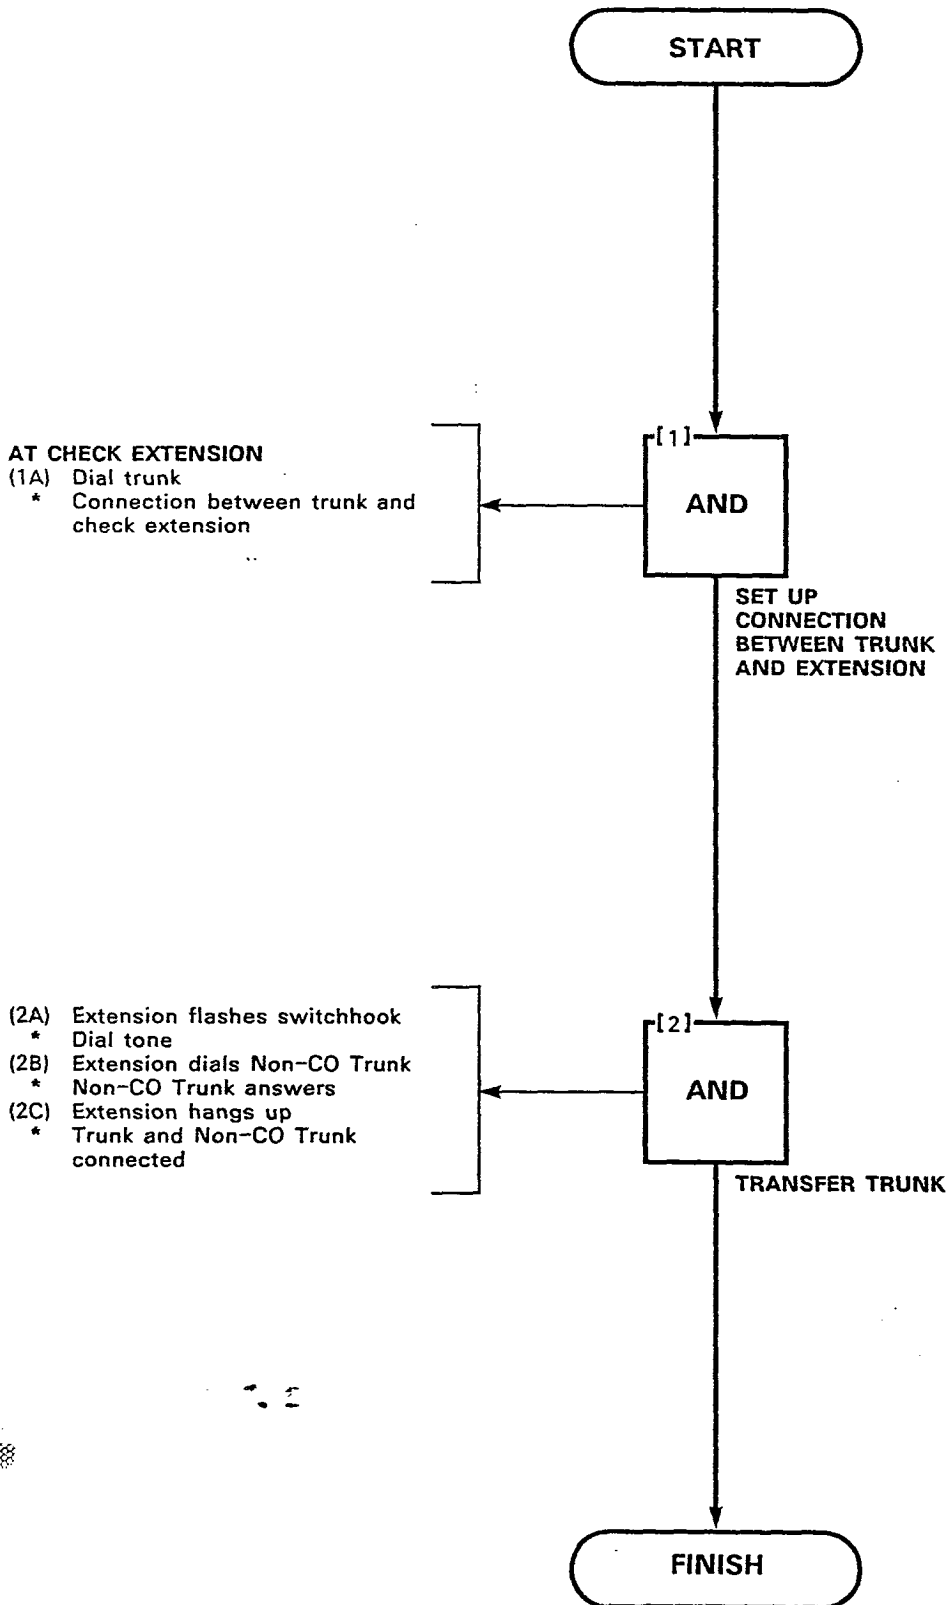 START
[1]
AND
AT CHECK EXTENSION
(1A) Dial trunk
* Connection between trunk and
check extension
SET UP
CONNECTION
BETWEEN TRUNK
AND EXTENSION
[2]
AND
(2A) Extension flashes switchhook
* Dial tone
(2B) Extension dials Non-CO Trunk
* Non-CO Trunk answers
(2C) Extension hangs up
* Trunk and Non-CO Trunk
connected
TRANSFER TRUNK
FINISH